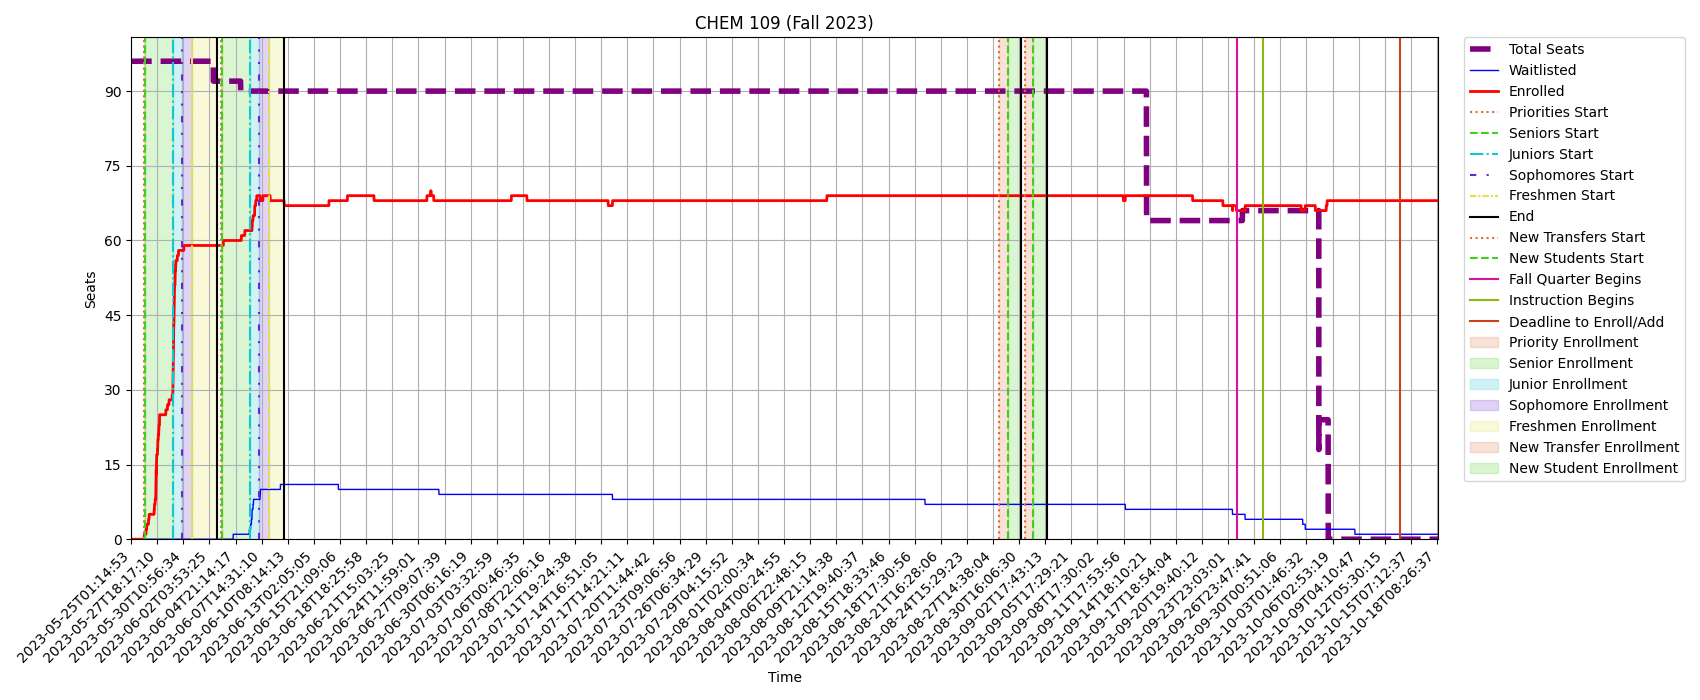 CHEM 109 (Fall 2023)
Seats
90
75
60
45
30
15
0
2023-05-25T01:14:53
2023-05-27T18:17:10
2023-05-30T10:56:34
2023-06-02T03:53:25
2023-06-04T21:14:17
2023-06-07T14:31:10
2023-06-10T08:14:13
2023-06-13T02:05:05
2023-06-15T21:09:06
2023-06-18T18:25:58
2023-06-21T15:03:25
2023-06-24T11:59:01
2023-06-27T09:07:39
2023-06-30T06:16:19
2023-07-03T03:32:59
2023-07-06T00:46:35
2023-07-08T22:06:16
2023-07-11T19:24:38
2023-07-14T16:51:05
2023-07-17T14:21:11
2023-07-20T11:44:42
2023-07-23T09:06:56
2023-07-26T06:34:29
2023-07-29T04:15:52
2023-08-01T02:00:34
2023-08-04T00:24:55
2023-08-06T22:48:15
2023-08-09T21:14:38
2023-08-12T19:40:37
2023-08-15T18:33:46
2023-08-18T17:30:56
2023-08-21T16:28:06
2023-08-24T15:29:23
2023-08-27T14:38:04
2023-08-30T16:06:30
2023-09-02T17:43:13
2023-09-05T17:29:21
2023-09-08T17:30:02
2023-09-11T17:53:56
2023-09-14T18:10:21
2023-09-17T18:54:04
2023-09-20T19:40:12
2023-09-23T23:03:01
2023-09-26T23:47:41
2023-09-30T00:51:06
2023-10-03T01:46:32
2023-10-06T02:53:19
2023-10-09T04:10:47
2023-10-12T05:30:15
2023-10-15T07:12:37
2023-10-18T08:26:37
Time
Total Seats
Waitlisted
Enrolled
Priorities Start
Seniors Start
Juniors Start
Sophomores Start
Freshmen Start
End
New Transfers Start
New Students Start
Fall Quarter Begins
Instruction Begins
Deadline to Enroll/Add
Priority Enrollment
Senior Enrollment
Junior Enrollment
Sophomore Enrollment
Freshmen Enrollment
New Transfer Enrollment
New Student Enrollment